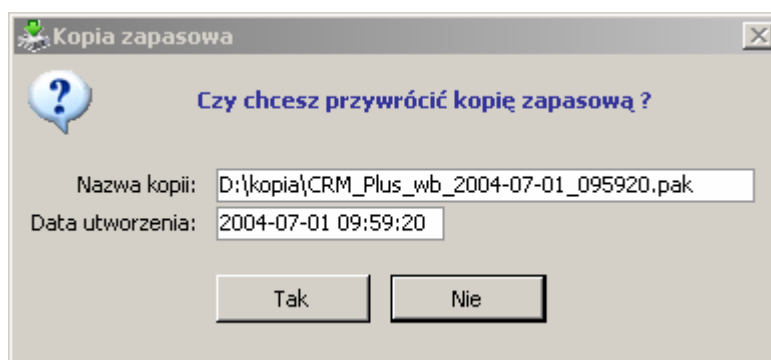 Kopia zapasowa
Czy chcesz przywrócić kopię zapasową ?
Nazwa kopii: D:\kopia\CRM_Plus_wb_2004-07-01_095920.pak
Data utworzenia: 2004-07-01 09:59:20
Tak Nie